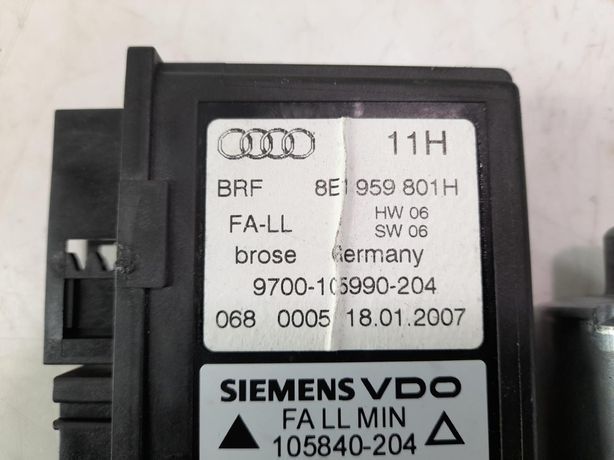 11H
BRF 8E1 959 801H
FA-LL HW 06
SW 06
brose Germany
9700-105990-204
068 0005 18.01.2007
SIEMENS VDO
FA LL MIN
105840-204